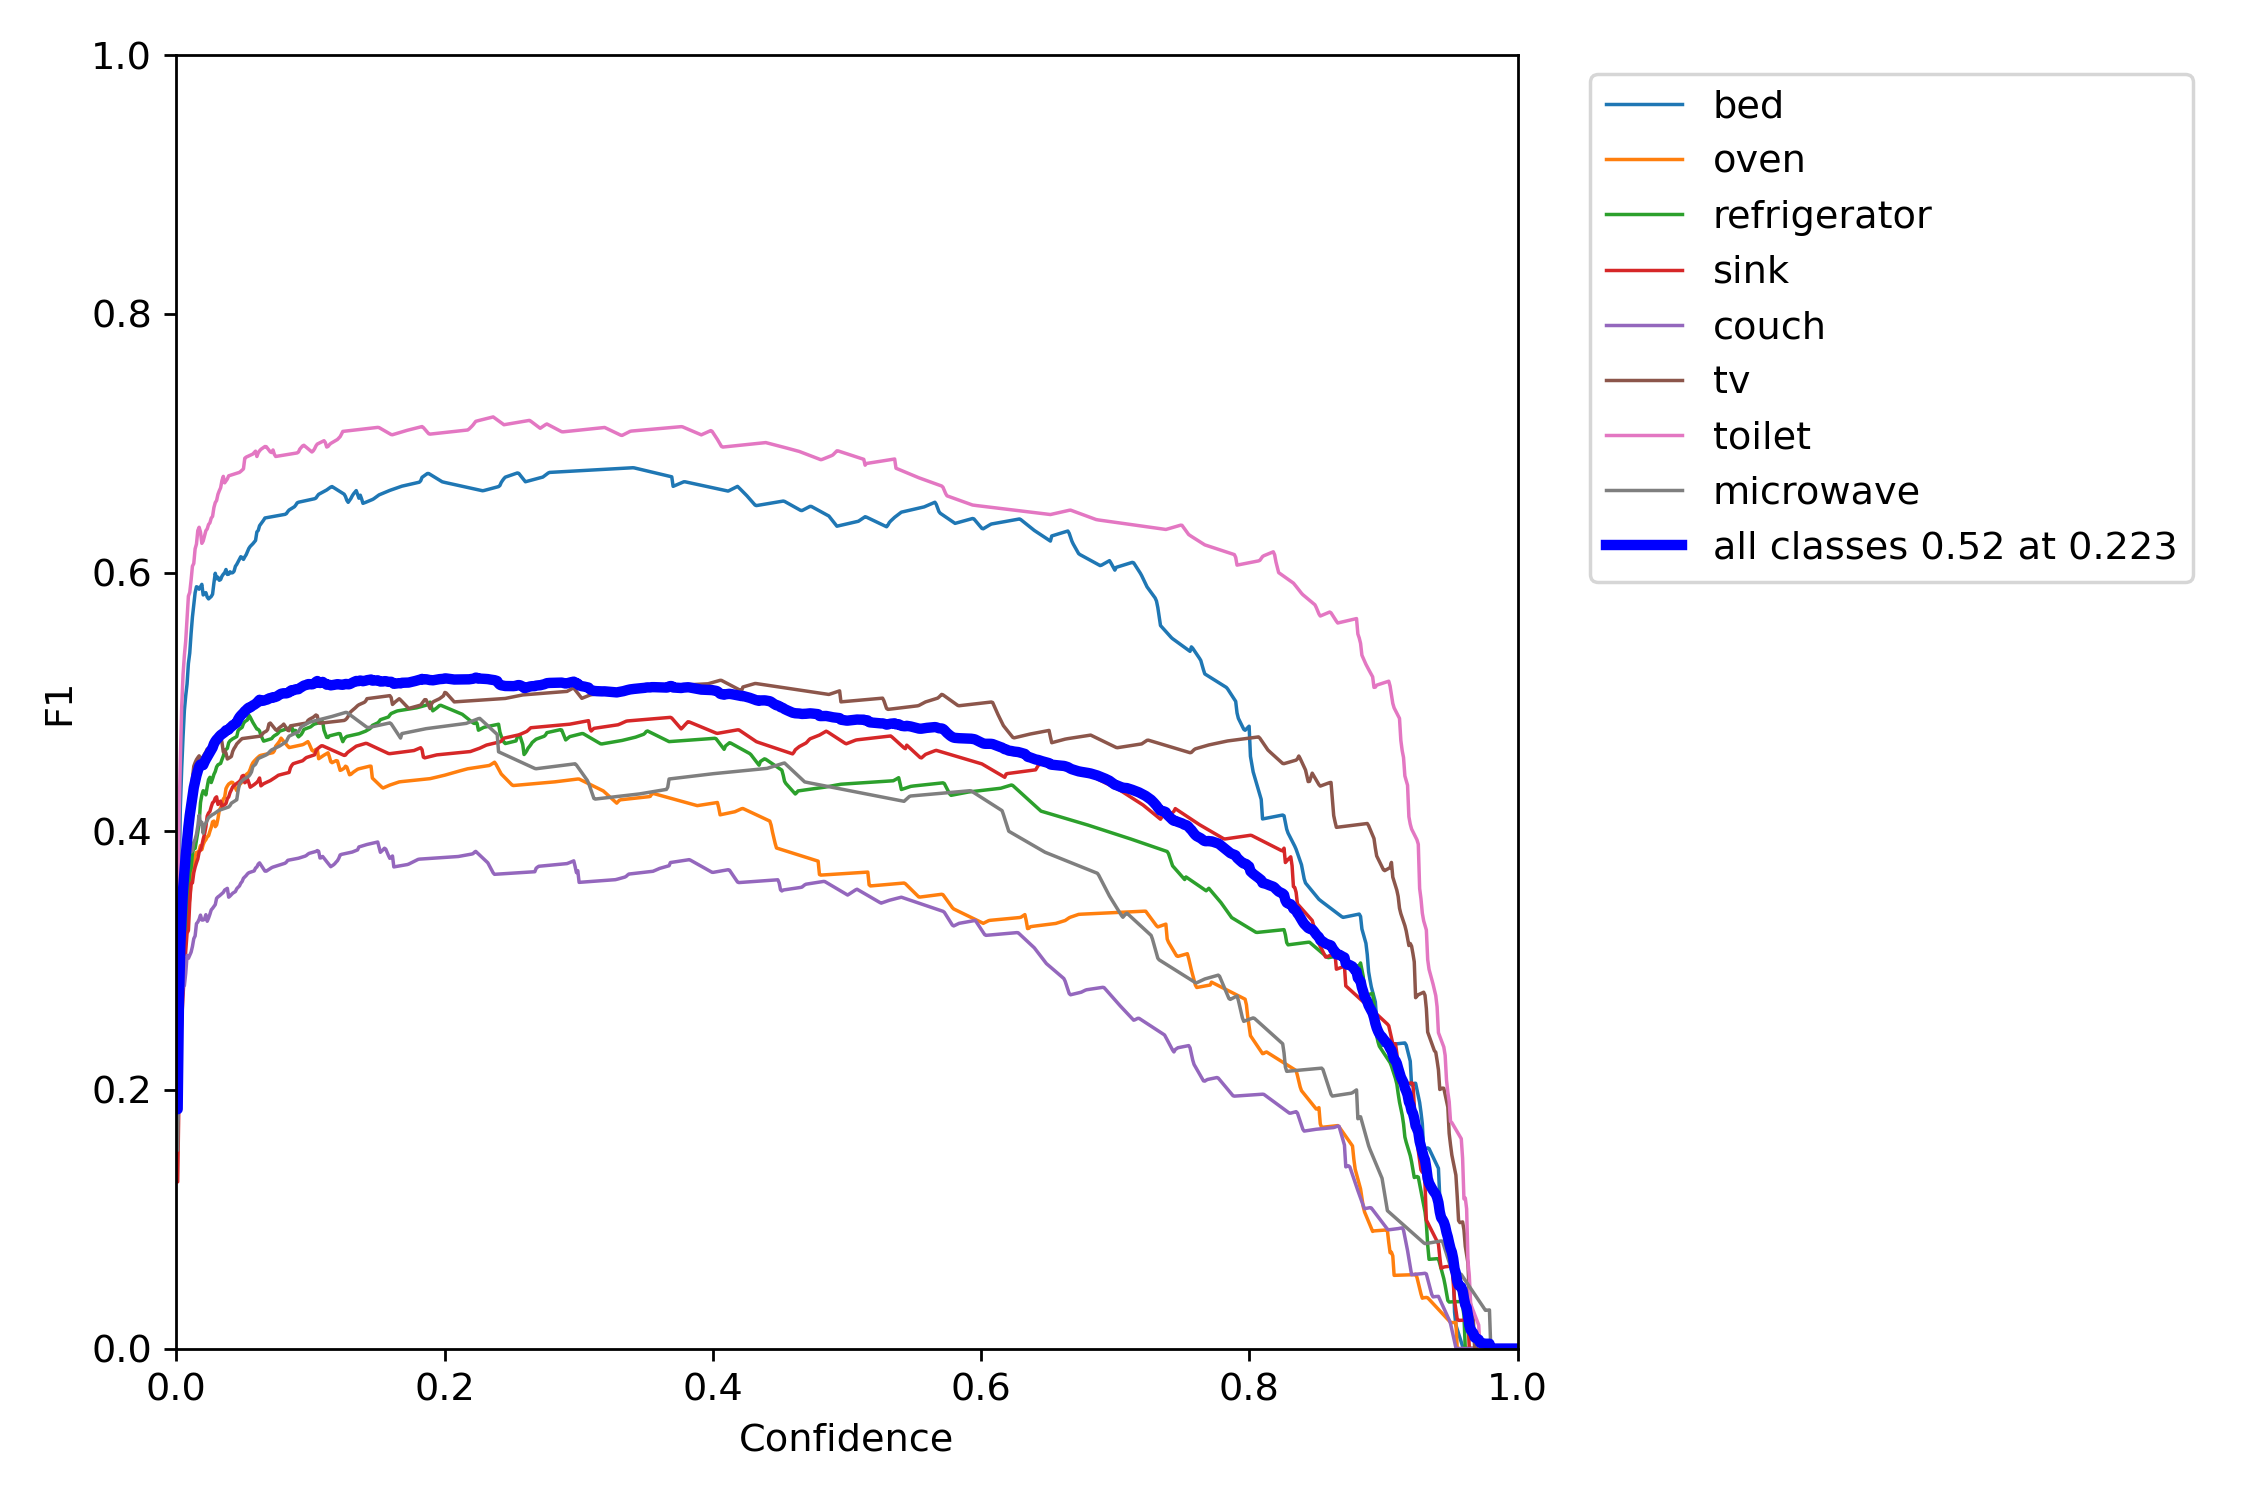 1.0
0.8
0.6
0.4
0.2
0.0
F1
0.0 0.2 0.4 0.6 0.8 1.0
Confidence
bed
oven
refrigerator
sink
couch
tv
toilet
microwave
all classes 0.52 at 0.223